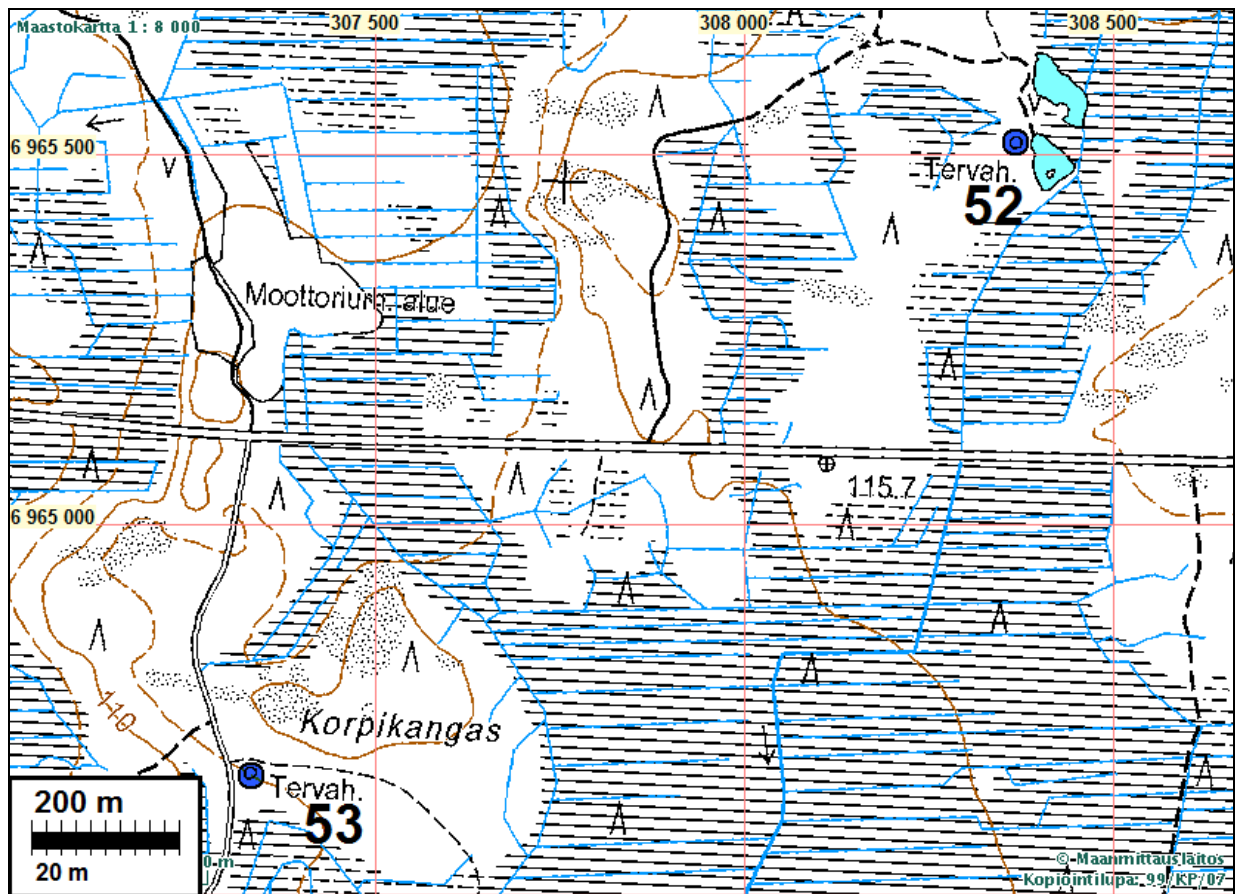 Maastokartta 1 : 8 000
307 500
308 000
308 500
6 965 500
Tervah.
52
Moottoriurh. alue
115.7
6 965 000
110
Korpikangas
Tervah.
53
200 m
20 m
0 m
© Maanmittauslaitos
Kopiointilupa: 99/KP/07